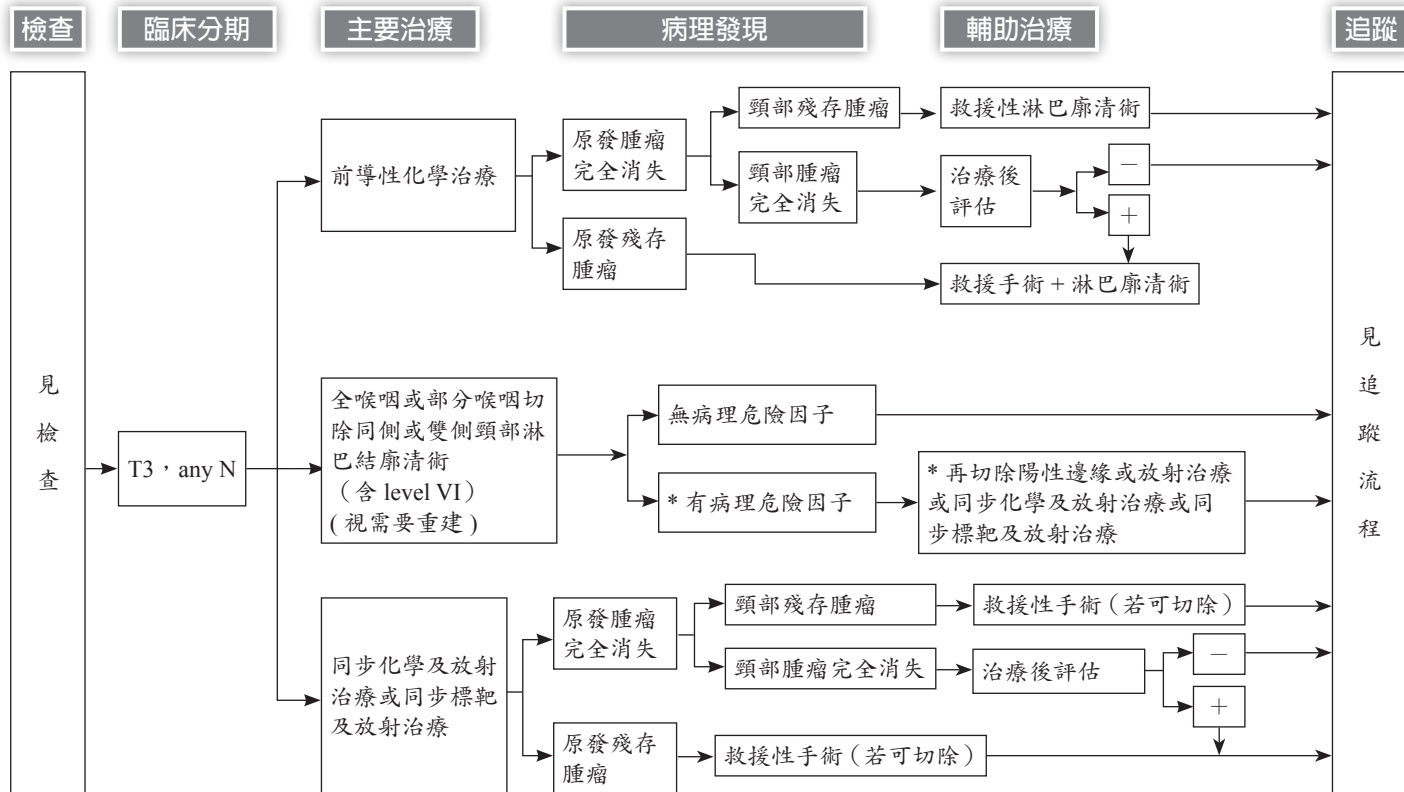 檢查
臨床分期
主要治療
病理發現
輔助治療
追蹤
見
檢
查
T3，any N
前導性化學治療
原發腫瘤
完全消失
頸部殘存腫瘤
救援性淋巴廓清術
頸部腫瘤
完全消失
治療後
評估
－
＋
原發殘存
腫瘤
救援手術 + 淋巴廓清術
全喉咽或部分喉咽切
除同側或雙側頸部淋
巴結廓清術
（含 level VI）
( 視需要重建 )
無病理危險因子
* 有病理危險因子
* 再切除陽性邊緣或放射治療
或同步化學及放射治療或同
步標靶及放射治療
同步化學及放射
治療或同步標靶
及放射治療
原發腫瘤
完全消失
頸部殘存腫瘤
救援性手術（若可切除）
頸部腫瘤完全消失
治療後評估
－
＋
原發殘存
腫瘤
救援性手術（若可切除）
見
追
蹤
流
程